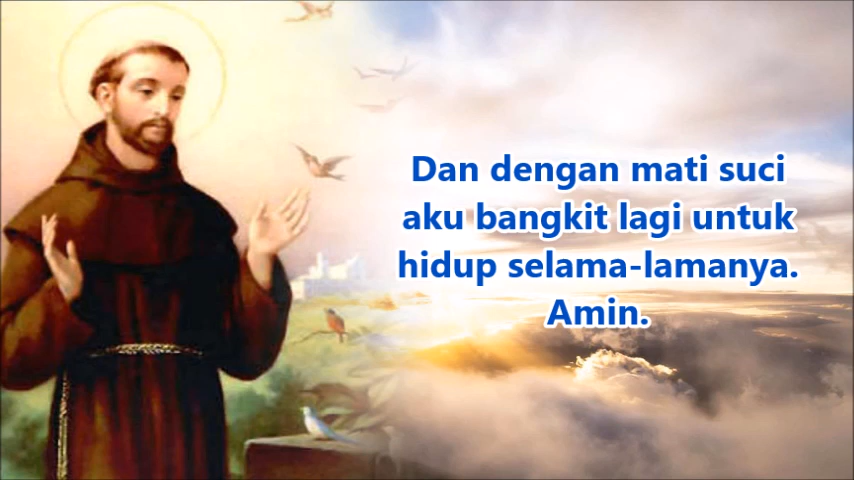 Dan dengan mati suci
aku bangkit lagi untuk
hidup selama-lamanya.
Amin.